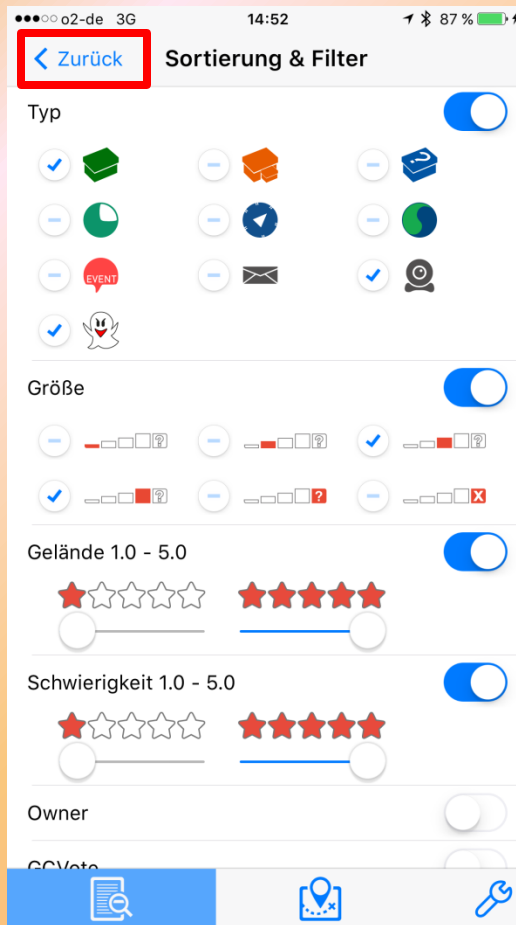 o2-de 3G 14:52 87 %
Zurück Sortierung & Filter
Typ
?
EVENT
Größe
? ? ?
? ? X
Gelände 1.0 - 5.0
Schwierigkeit 1.0 - 5.0
Owner
GCVote